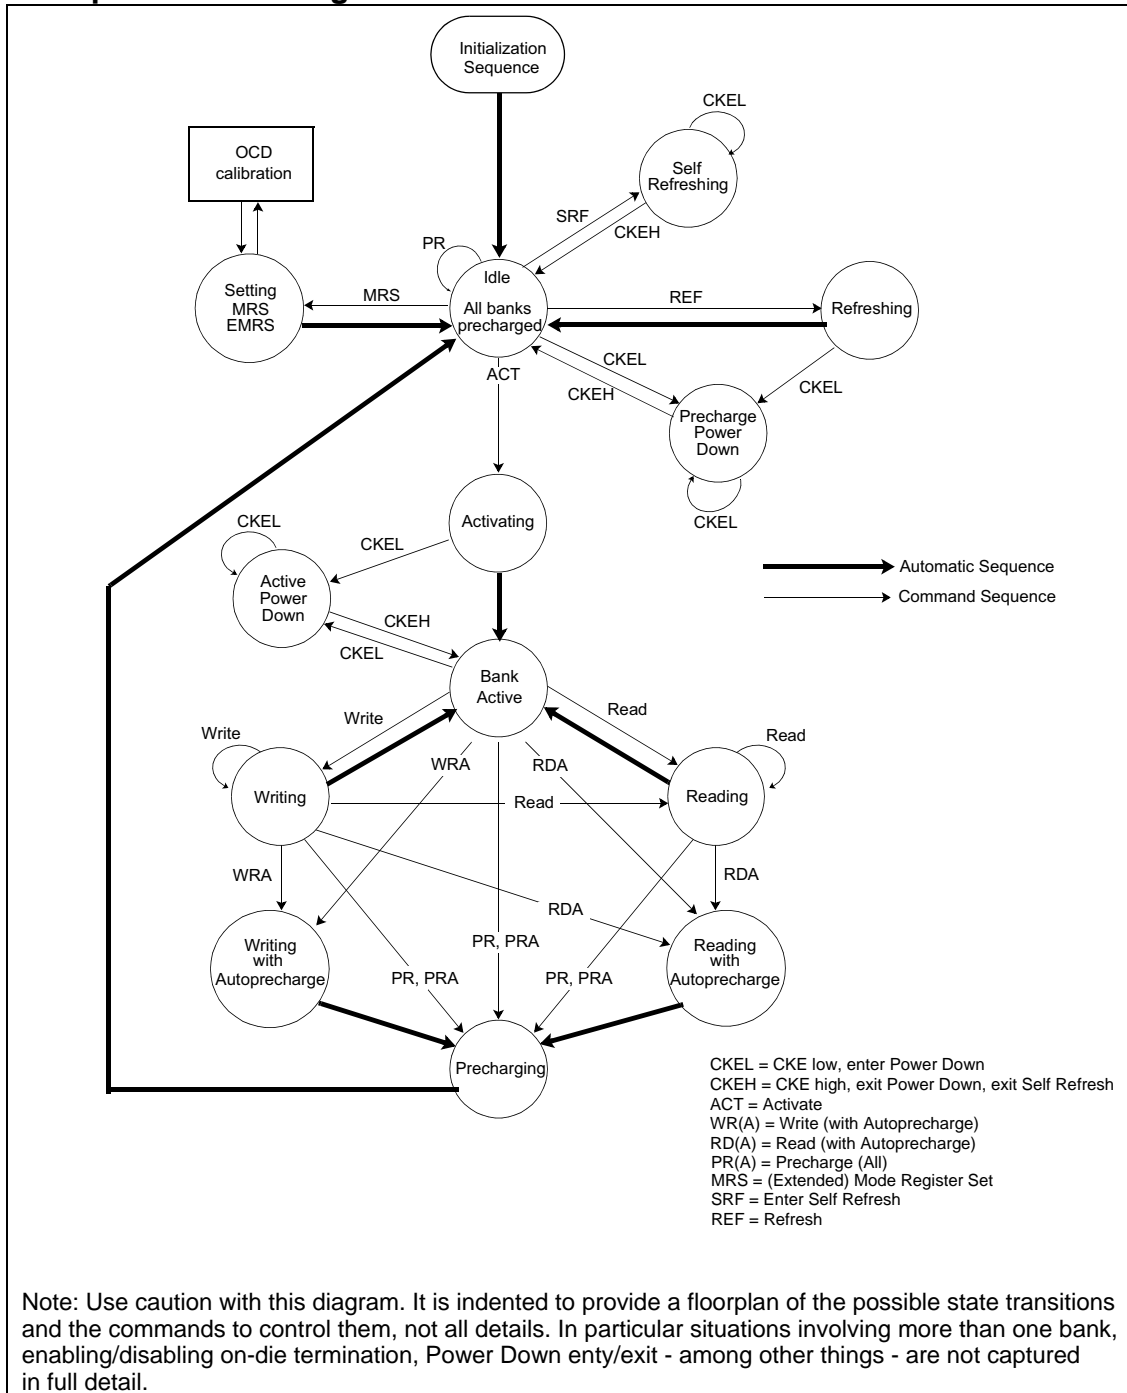 Initialization
Sequence
CKEL
OCD
calibration
Self
Refreshing
SRF
CKEH
PR
Idle
Setting
MRS
EMRS
MRS
All banks
precharged
REF
Refreshing
CKEL
CKEH
ACT
CKEL
Precharge
Power
Down
CKEL
Activating
CKEL
CKEL
Active
Power
Down
Automatic Sequence
Command Sequence
CKEH
CKEL
Bank
Active
Write
Read
Write
Read
WRA
RDA
Writing
Read
Reading
WRA
RDA
RDA
Writing
with
Autoprecharge
PR, PRA
Reading
with
Autoprecharge
PR, PRA
PR, PRA
Precharging
CKEL = CKE low, enter Power Down
CKEH = CKE high, exit Power Down, exit Self Refresh
ACT = Activate
WR(A) = Write (with Autoprecharge)
RD(A) = Read (with Autoprecharge)
PR(A) = Precharge (All)
MRS = (Extended) Mode Register Set
SRF = Enter Self Refresh
REF = Refresh
Note: Use caution with this diagram. It is indented to provide a floorplan of the possible state transitions
and the commands to control them, not all details. In particular situations involving more than one bank,
enabling/disabling on-die termination, Power Down enty/exit - among other things - are not captured
in full detail.